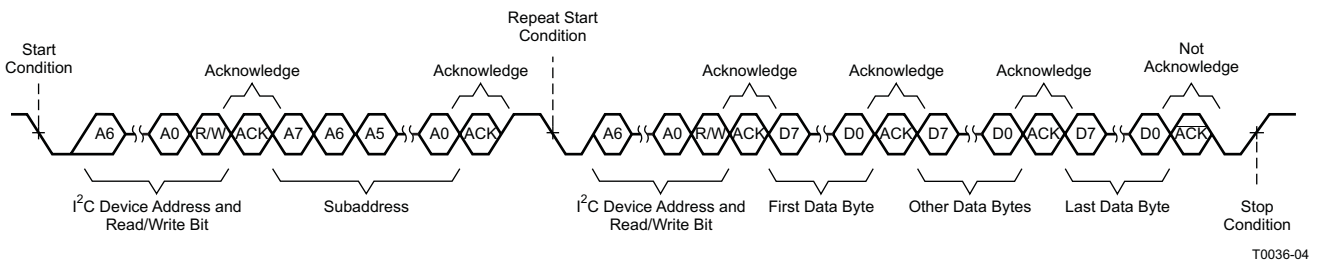 Repeat Start
Condition
Start
Condition
Not
Acknowledge
Acknowledge
Acknowledge
Acknowledge
Acknowledge
Acknowledge
A6 A0 R/W ACK A7 A6 A5 A0 ACK A6 A0 R/W ACK D7 D0 ACK D7 D0 ACK D7 D0 ACK
I2C Device Address and
Read/Write Bit
Subaddress
I2C Device Address and
Read/Write Bit
First Data Byte
Other Data Bytes
Last Data Byte
Stop
Condition
T0036-04